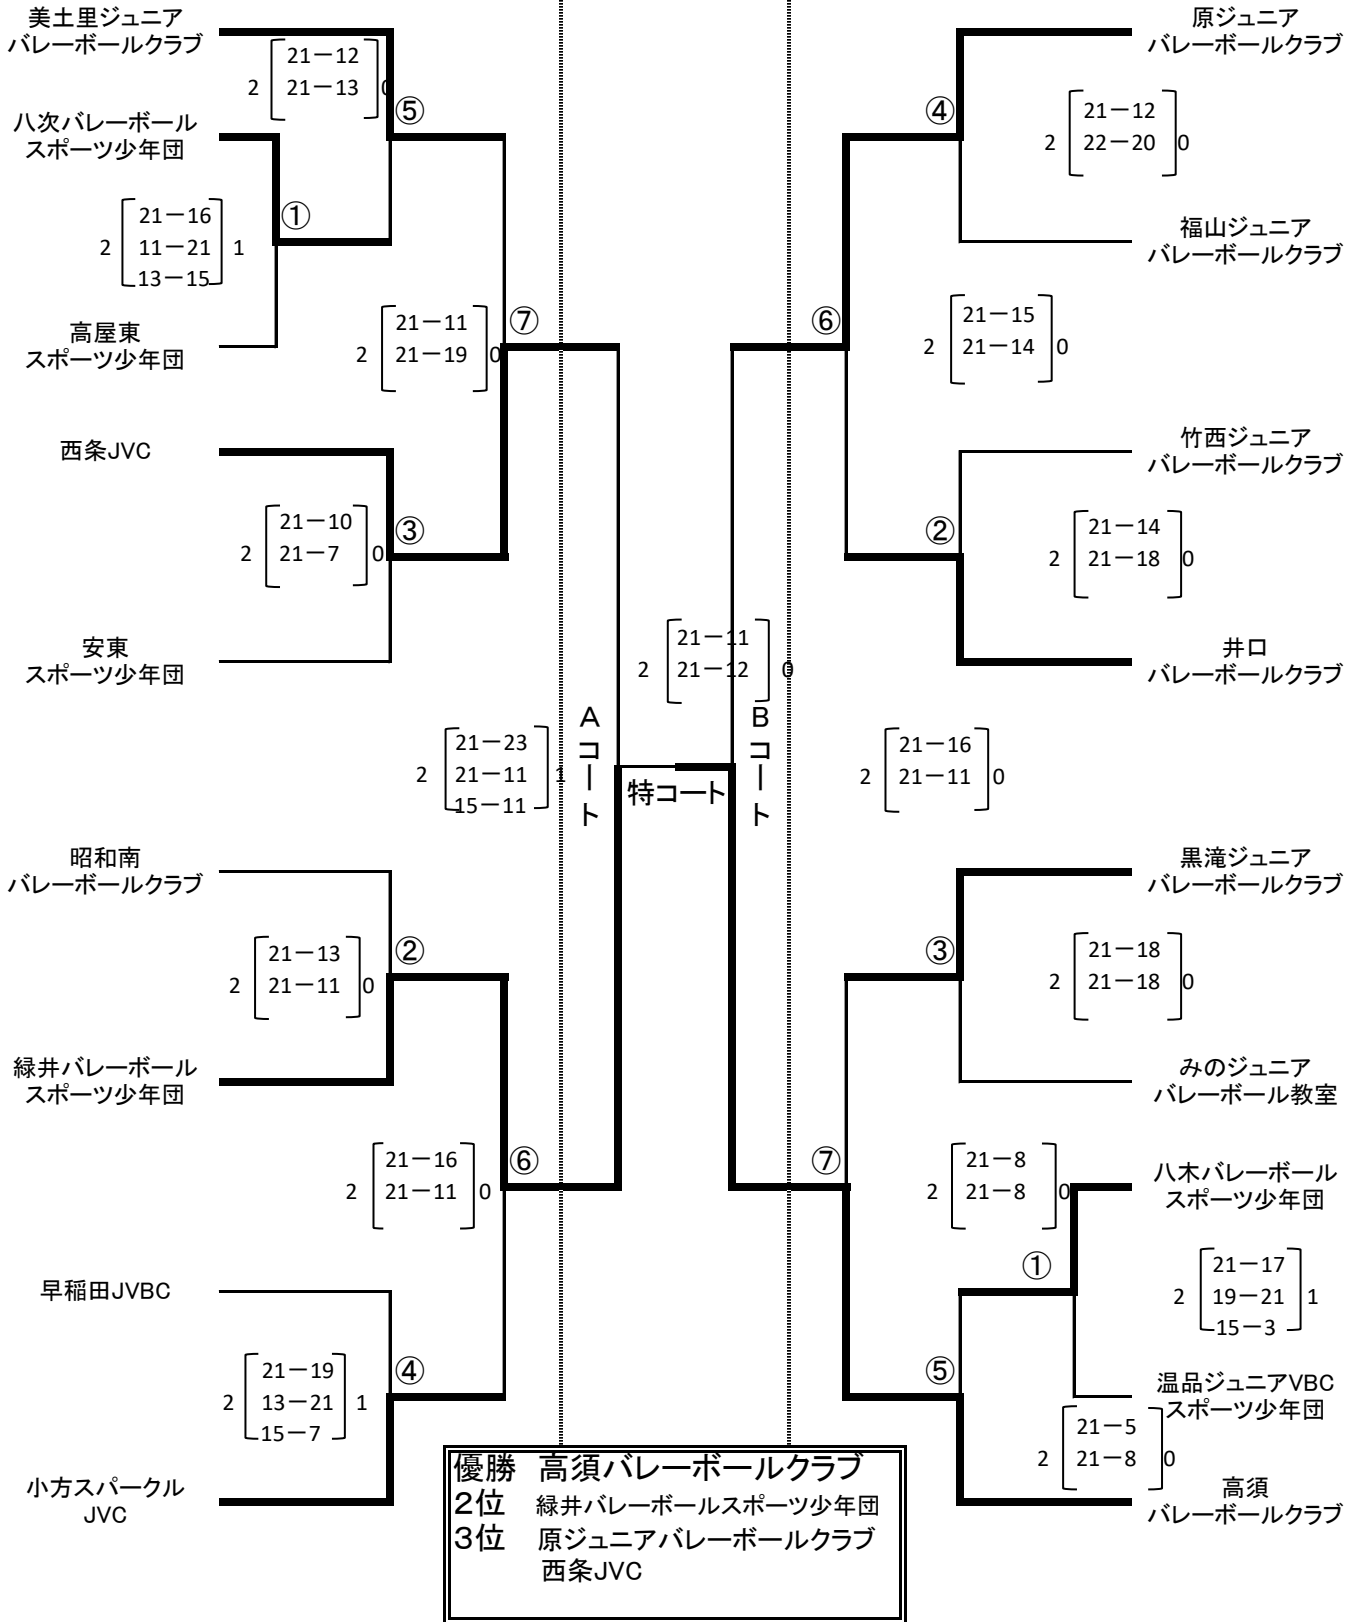 美土里ジュニア
バレーボールクラブ
21－12
2 21－13 0
⑤
八次バレーボール
スポーツ少年団
①
21－16
2 11－21 1
13－15
高屋東
スポーツ少年団
⑦
21－11
2 21－19 0
西条JVC
③
21－10
2 21－7 0
安東
スポーツ少年団
21－23
2 21－11 1
15－11
Aコート
昭和南
バレーボールクラブ
②
21－13
2 21－11 0
緑井バレーボール
スポーツ少年団
⑥
21－16
2 21－11 0
早稲田JVBC
④
21－19
2 13－21 1
15－7
小方スパークル
JVC
21－11
2 21－12 0
特コート
Bコート
原ジュニア
バレーボールクラブ
④
21－12
2 22－20 0
福山ジュニア
バレーボールクラブ
⑥
21－15
2 21－14 0
竹西ジュニア
バレーボールクラブ
②
21－14
2 21－18 0
井口
バレーボールクラブ
21－16
2 21－11 0
黒滝ジュニア
バレーボールクラブ
③
21－18
2 21－18 0
みのジュニア
バレーボール教室
⑦
21－8
2 21－8 0
八木バレーボール
スポーツ少年団
①
21－17
2 19－21 1
15－3
温品ジュニアVBC
スポーツ少年団
⑤
21－5
2 21－8 0
高須
バレーボールクラブ
優勝 高須バレーボールクラブ
2位 緑井バレーボールスポーツ少年団
3位 原ジュニアバレーボールクラブ
西条JVC